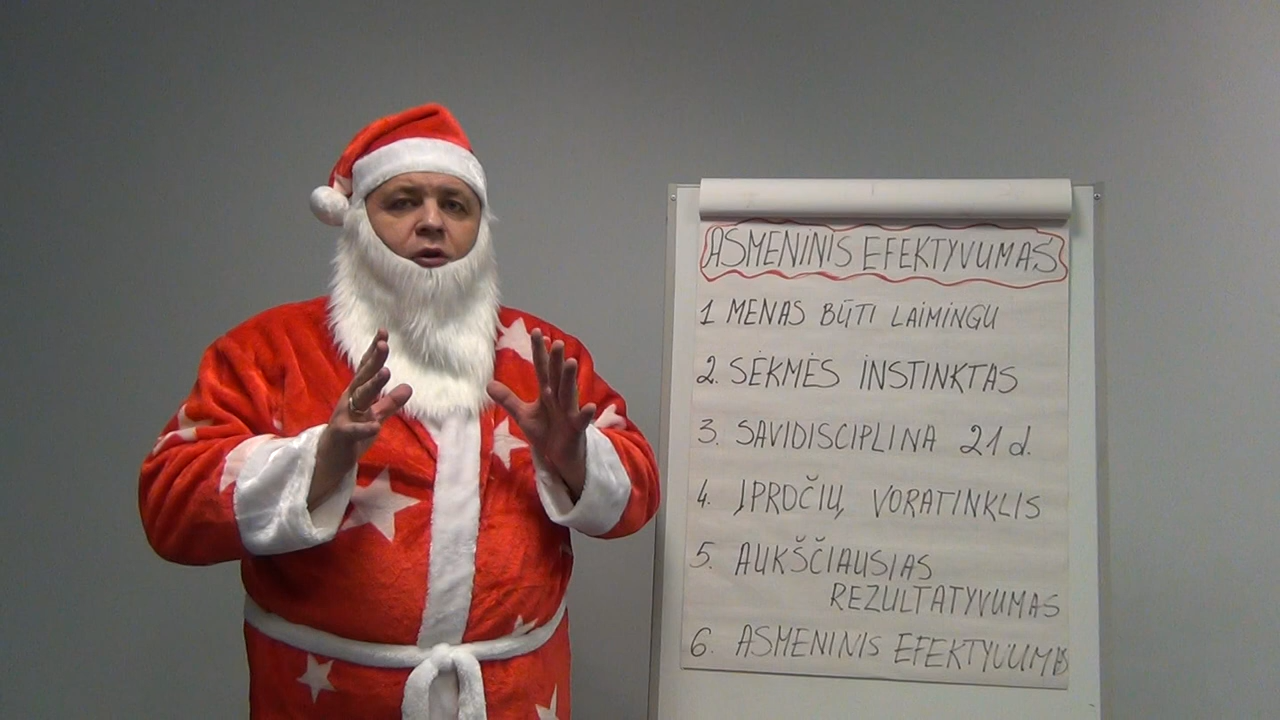 ASMENINIS EFEKTYVUMAS
1 MENAS BŪTI LAIMINGU
2. SĖKMĖS INSTINKTAS
3. SAVIDISCIPLINA 21 d.
4. ĮPROČIŲ VORATINKLIS
5. AUKŠČIAUSIAS
REZULTATYVUMAS
6. ASMENINIS EFEKTYVUMAS